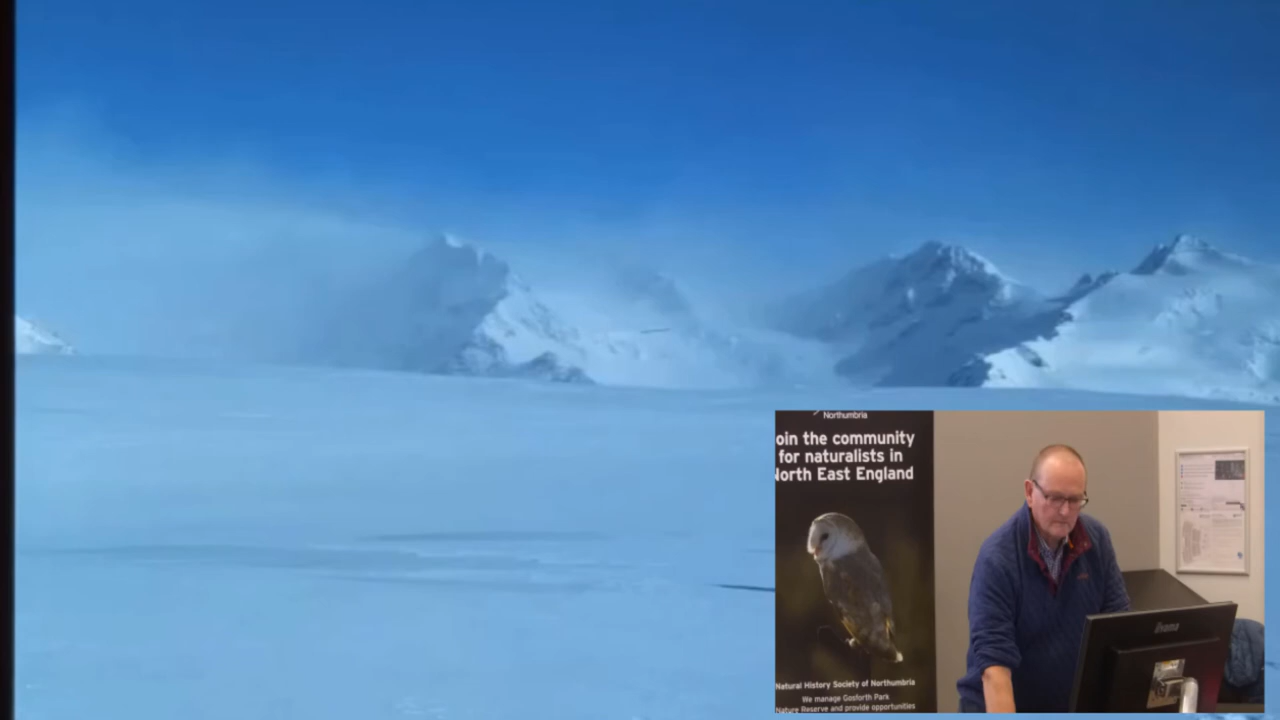 Northumbria
oin the community
for naturalists in
North East England
Natural History Society of Northumbria
We manage Gosforth Park
Nature Reserve and provide opportunities
iiyama